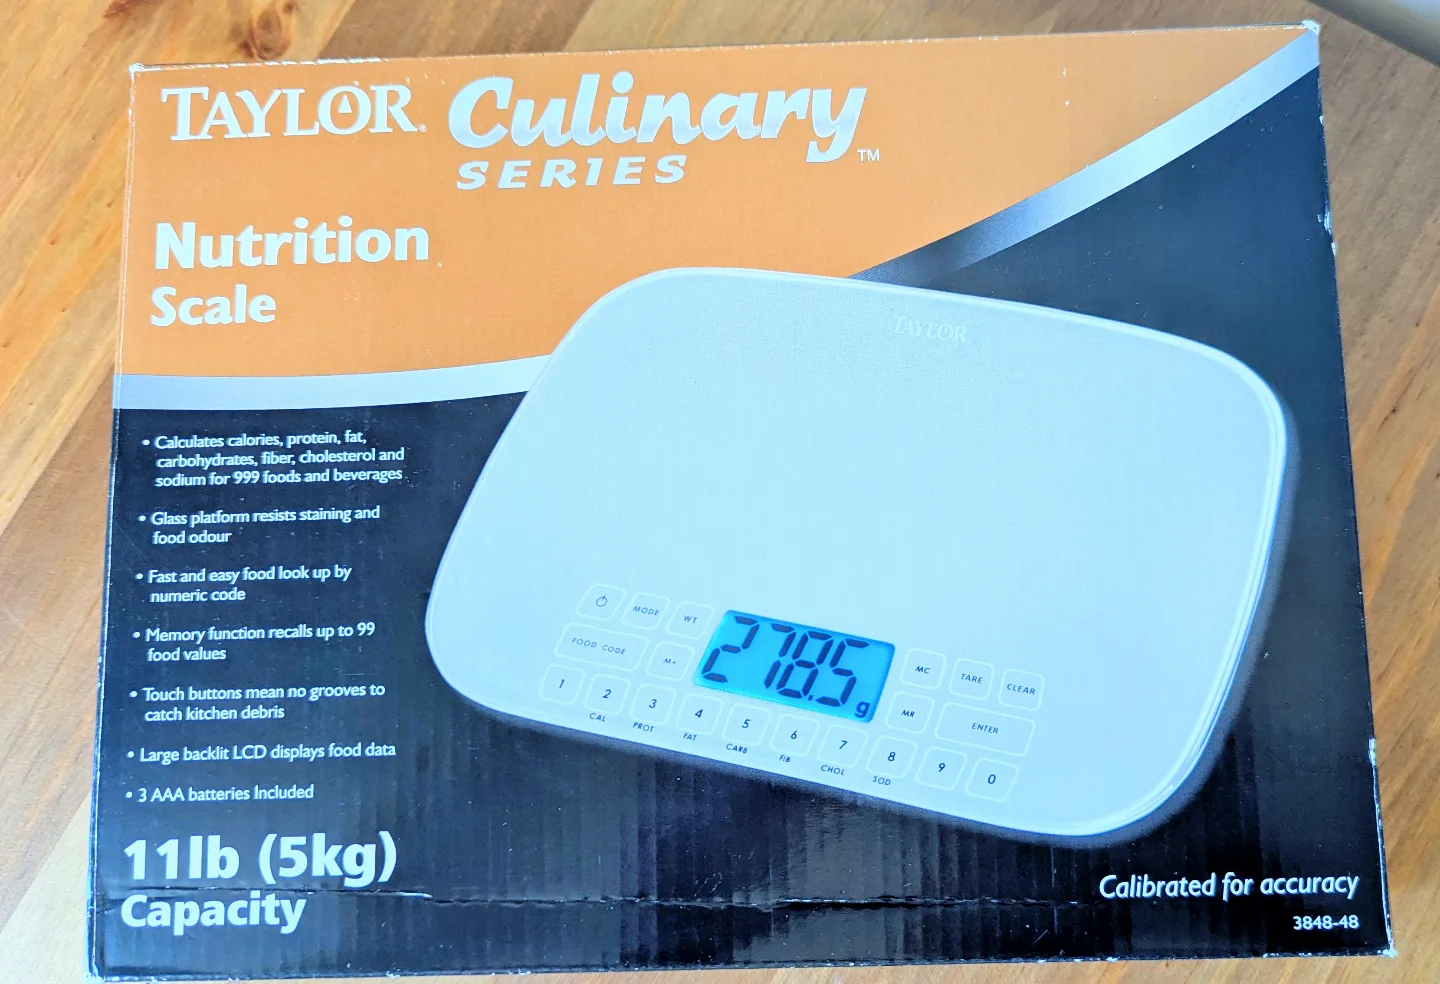 TAYLOR® Culinary™
SERIES
Nutrition
Scale
TAYLOR
• Calculates calories, protein, fat,
carbohydrates, fiber, cholesterol and
sodium for 999 foods and beverages
• Glass platform resists staining and
food odour
• Fast and easy food look up by
numeric code
• Memory function recalls up to 99
food values
• Touch buttons mean no grooves to
catch kitchen debris
• Large backlit LCD displays food data
• 3 AAA batteries Included
11lb (5kg)
Capacity
MODE WT
278.5 g
MC TARE CLEAR
FOOD CODE M+
MR ENTER
1 2 3 4 5 6 7 8 9 0
CAL PROT FAT CARB FIB CHOL SOD
Calibrated for accuracy
3848-48